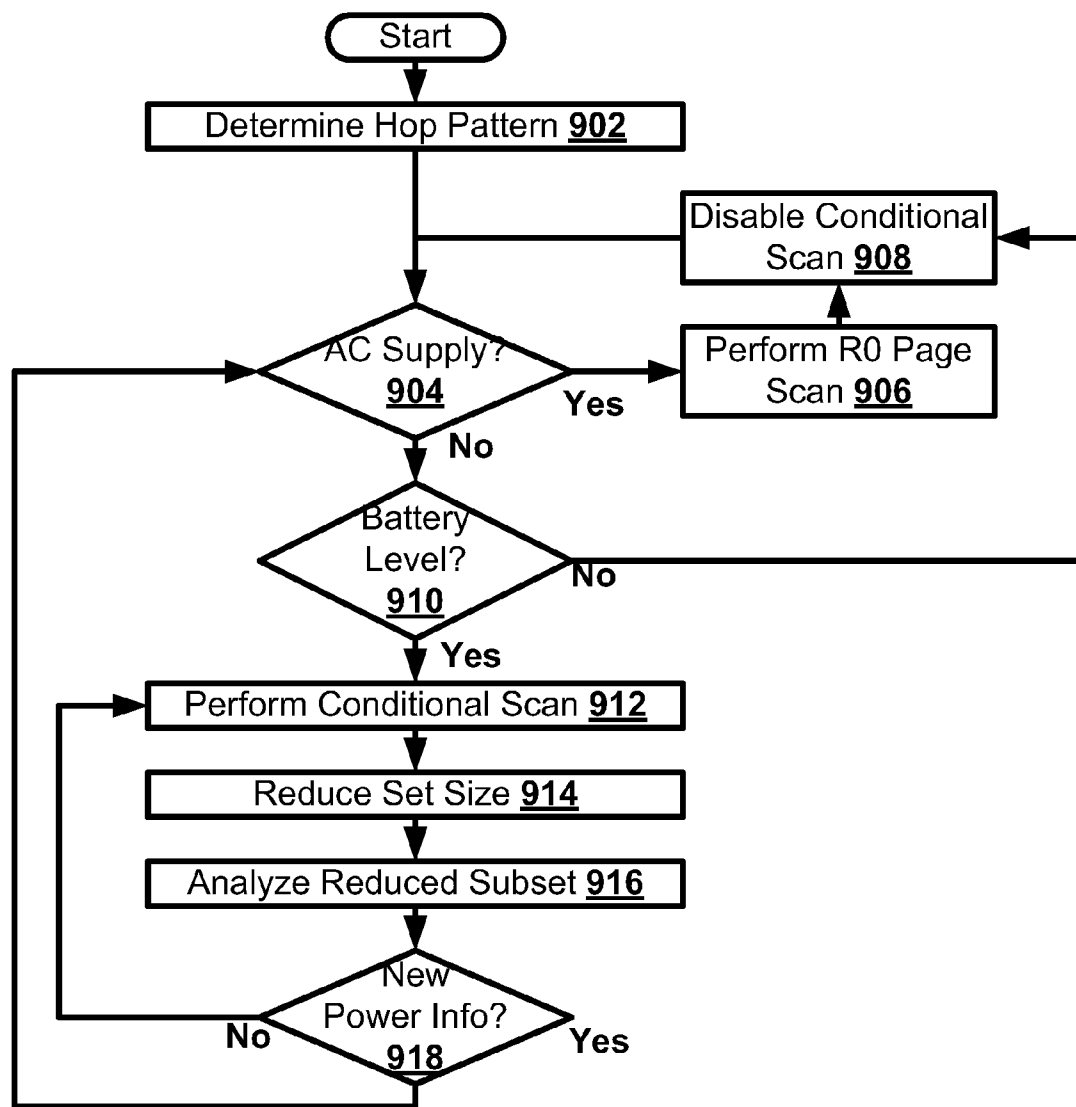 Start
Determine Hop Pattern 902
Disable Conditional
Scan 908
AC Supply?
904
Yes
Perform R0 Page
Scan 906
No
Battery
Level?
910
No
Yes
Perform Conditional Scan 912
Reduce Set Size 914
Analyze Reduced Subset 916
New
Power Info?
918
No
Yes